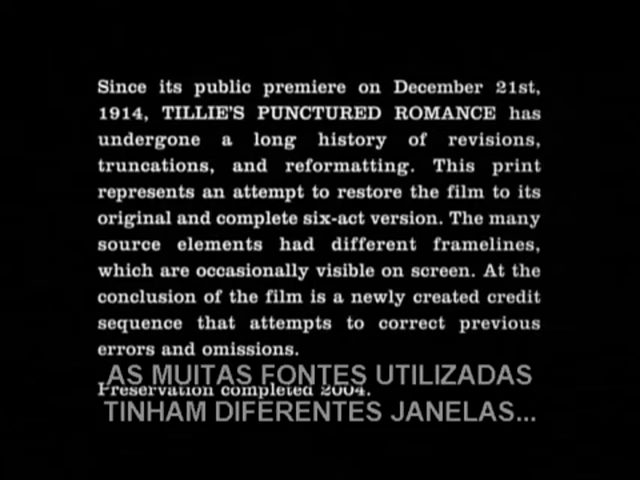 Since its public premiere on December 21st,
1914, TILLIE'S PUNCTURED ROMANCE has
undergone a long history of revisions,
truncations, and reformatting. This print
represents an attempt to restore the film to its
original and complete six-act version. The many
source elements had different framelines,
which are occasionally visible on screen. At the
conclusion of the film is a newly created credit
sequence that attempts to correct previous
errors and omissions.
AS MUITAS FONTES UTILIZADAS
Preservation completed 2004.
TINHAM DIFERENTES JANELAS...